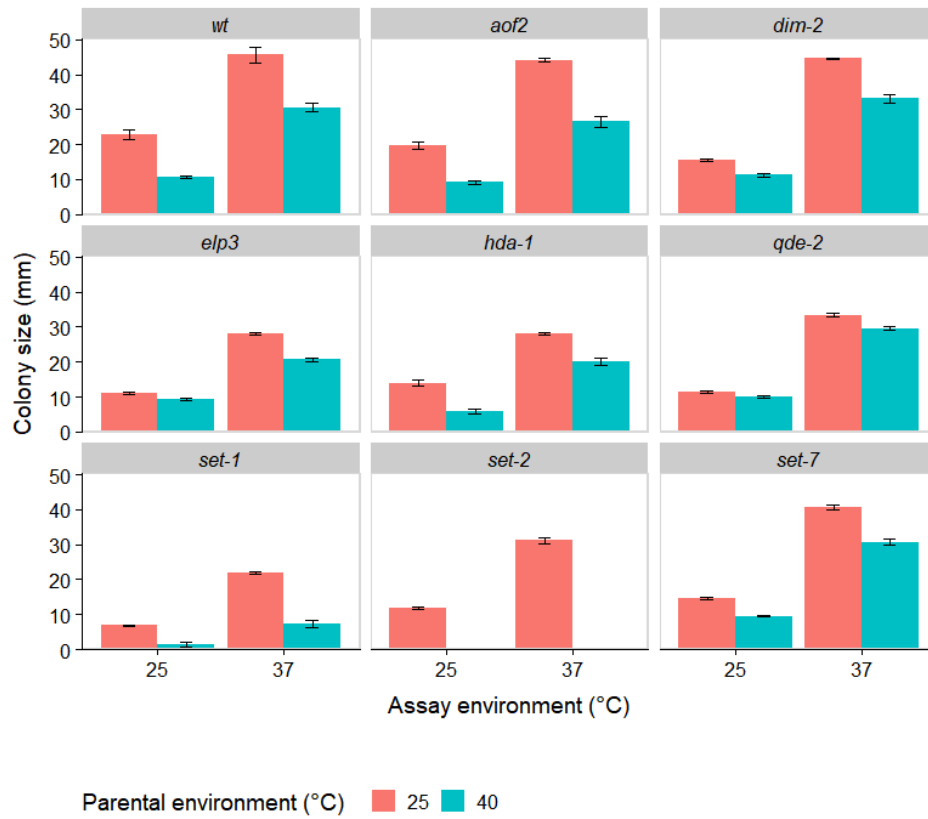 wt aof2 dim-2
50
40
30
20
10
0
elp3 hda-1 qde-2
50
40
30
20
10
0
set-1 set-2 set-7
50
40
30
20
10
0
Colony size (mm)
25 37 25 37 25 37
Assay environment (°C)
Parental environment (°C) 25 40